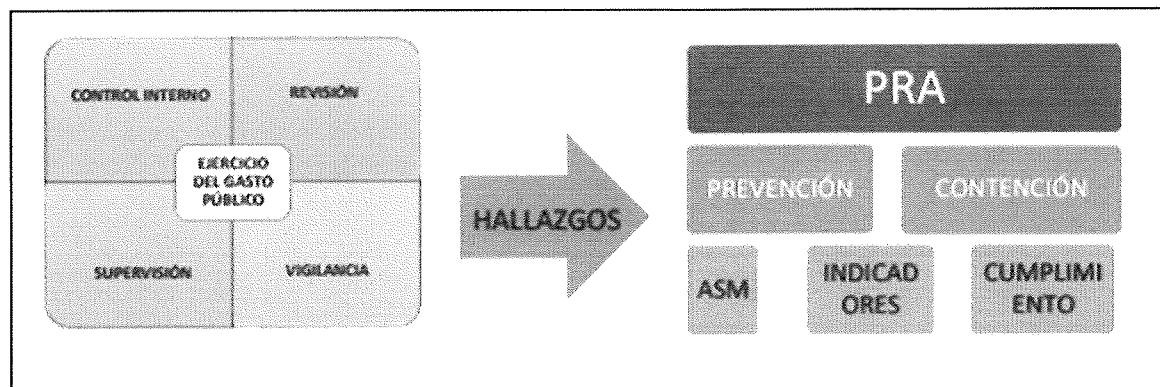 CONTROL INTERNO
REVISIÓN
EJERCICIO
DEL GASTO
PÚBLICO
SUPERVISIÓN
VIGILANCIA
HALLAZGOS
PRA
PREVENCIÓN
CONTENCIÓN
ASM
INDICAD
ORES
CUMPLIMI
ENTO